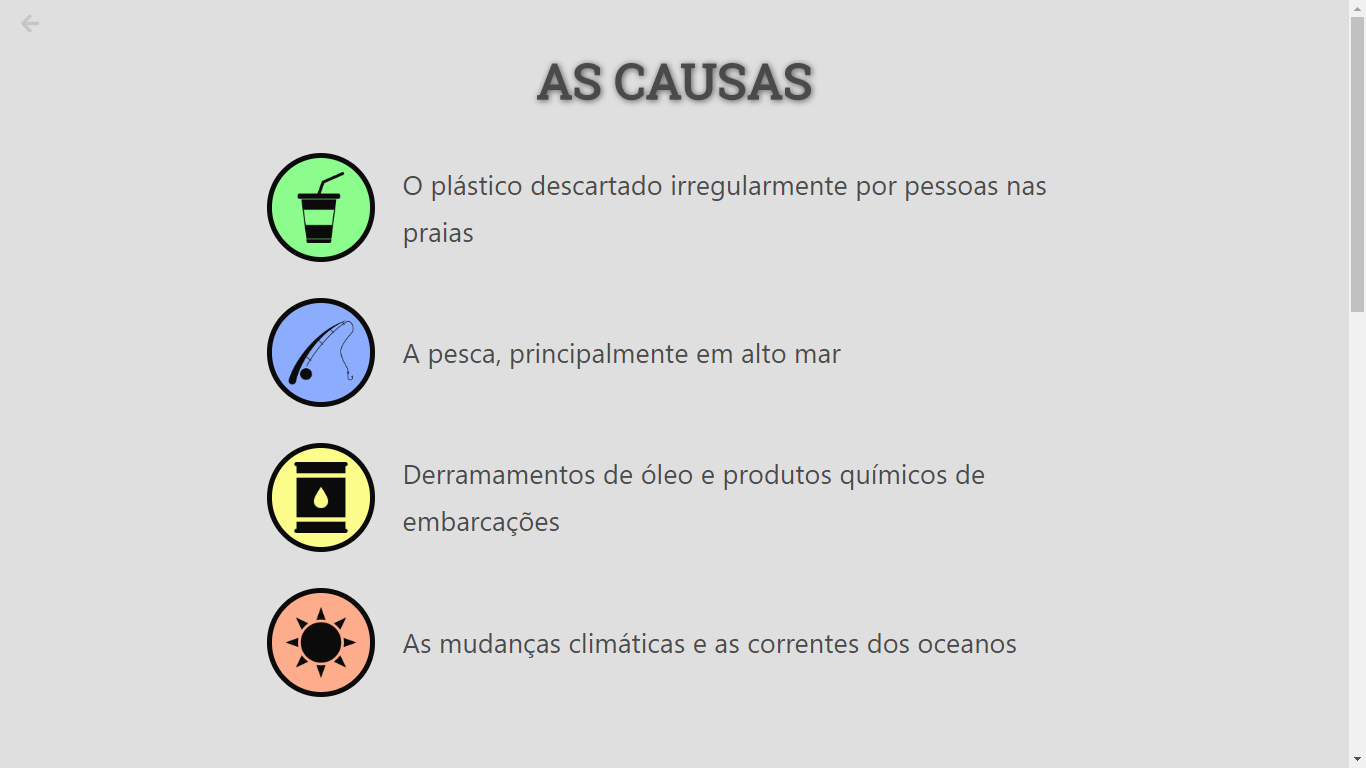 AS CAUSAS
O plástico descartado irregularmente por pessoas nas
praias
A pesca, principalmente em alto mar
Derramamentos de óleo e produtos químicos de
embarcações
As mudanças climáticas e as correntes dos oceanos